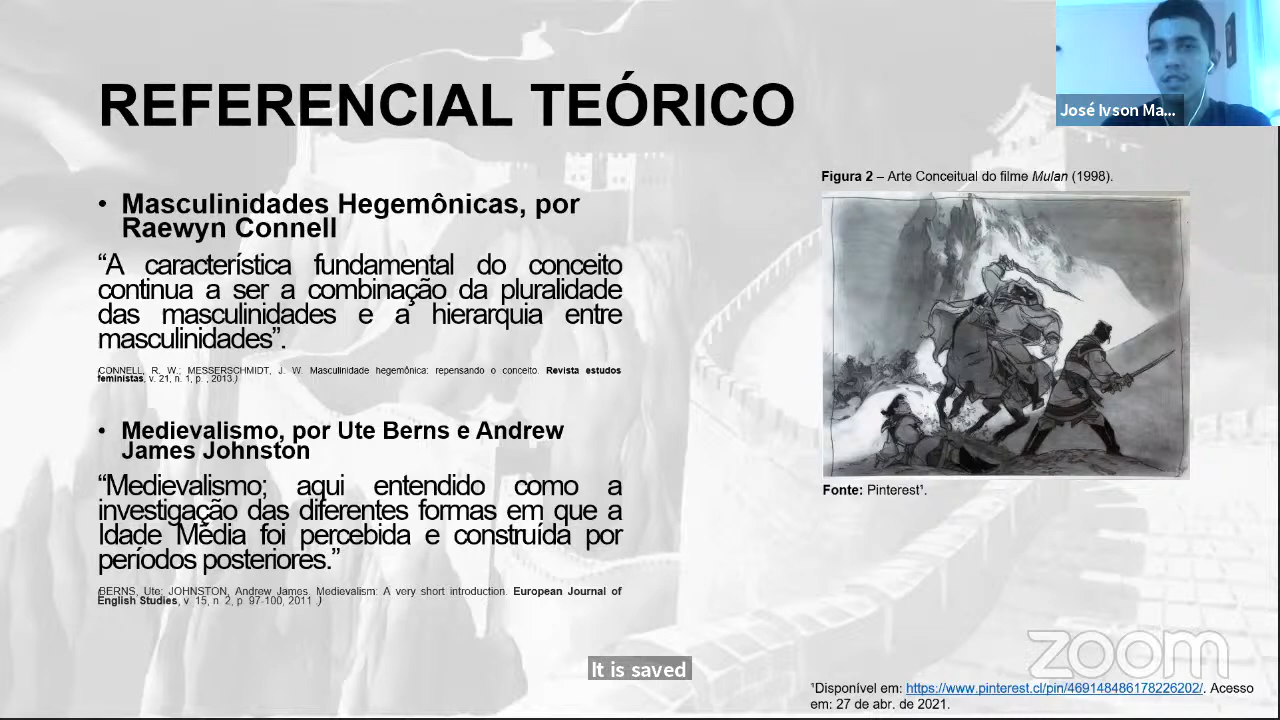 REFERENCIAL TEÓRICO
José Ivson Ma...
• Masculinidades Hegemônicas, por
Raewyn Connell
“A característica fundamental do conceito
continua a ser a combinação da pluralidade
das masculinidades e a hierarquia entre
masculinidades”.
(CONNELL, R. W.; MESSERSCHMIDT, J. W. Masculinidade hegemônica: repensando o conceito. Revista estudos
feministas, v. 21, n. 1, p. , 2013.)
• Medievalismo, por Ute Berns e Andrew
James Johnston
“Medievalismo; aqui entendido como a
investigação das diferentes formas em que a
Idade Média foi percebida e construída por
períodos posteriores.”
(BERNS, Ute; JOHNSTON, Andrew James. Medievalism: A very short introduction. European Journal of
English Studies, v. 15, n. 2, p. 97-100, 2011 .)
Figura 2 – Arte Conceitual do filme Mulan (1998).
Fonte: Pinterest¹.
zoom
It is saved
¹Disponível em: https://www.pinterest.cl/pin/469148486178226202/. Acesso
em: 27 de abr. de 2021.